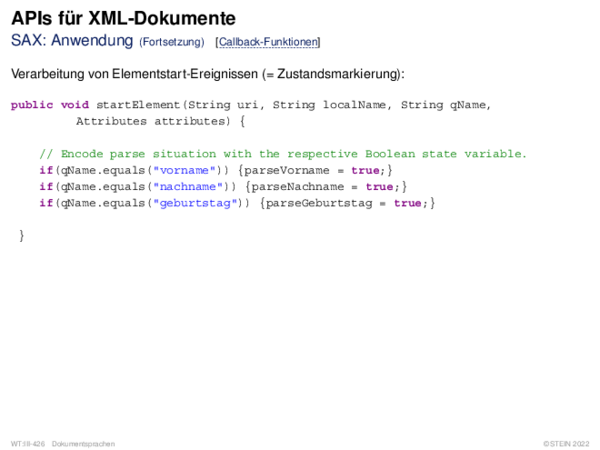 APIs für XML-Dokumente
SAX: Anwendung (Fortsetzung) [Callback-Funktionen]
Verarbeitung von Elementstart-Ereignissen (= Zustandsmarkierung):
public void startElement(String uri, String localName, String qName,
Attributes attributes) {
// Encode parse situation with the respective Boolean state variable.
if(qName.equals("vorname")) {parseVorname = true;}
if(qName.equals("nachname")) {parseNachname = true;}
if(qName.equals("geburtstag")) {parseGeburtstag = true;}
}
WT:III-426 Dokumentsprachen ©STEIN 2022